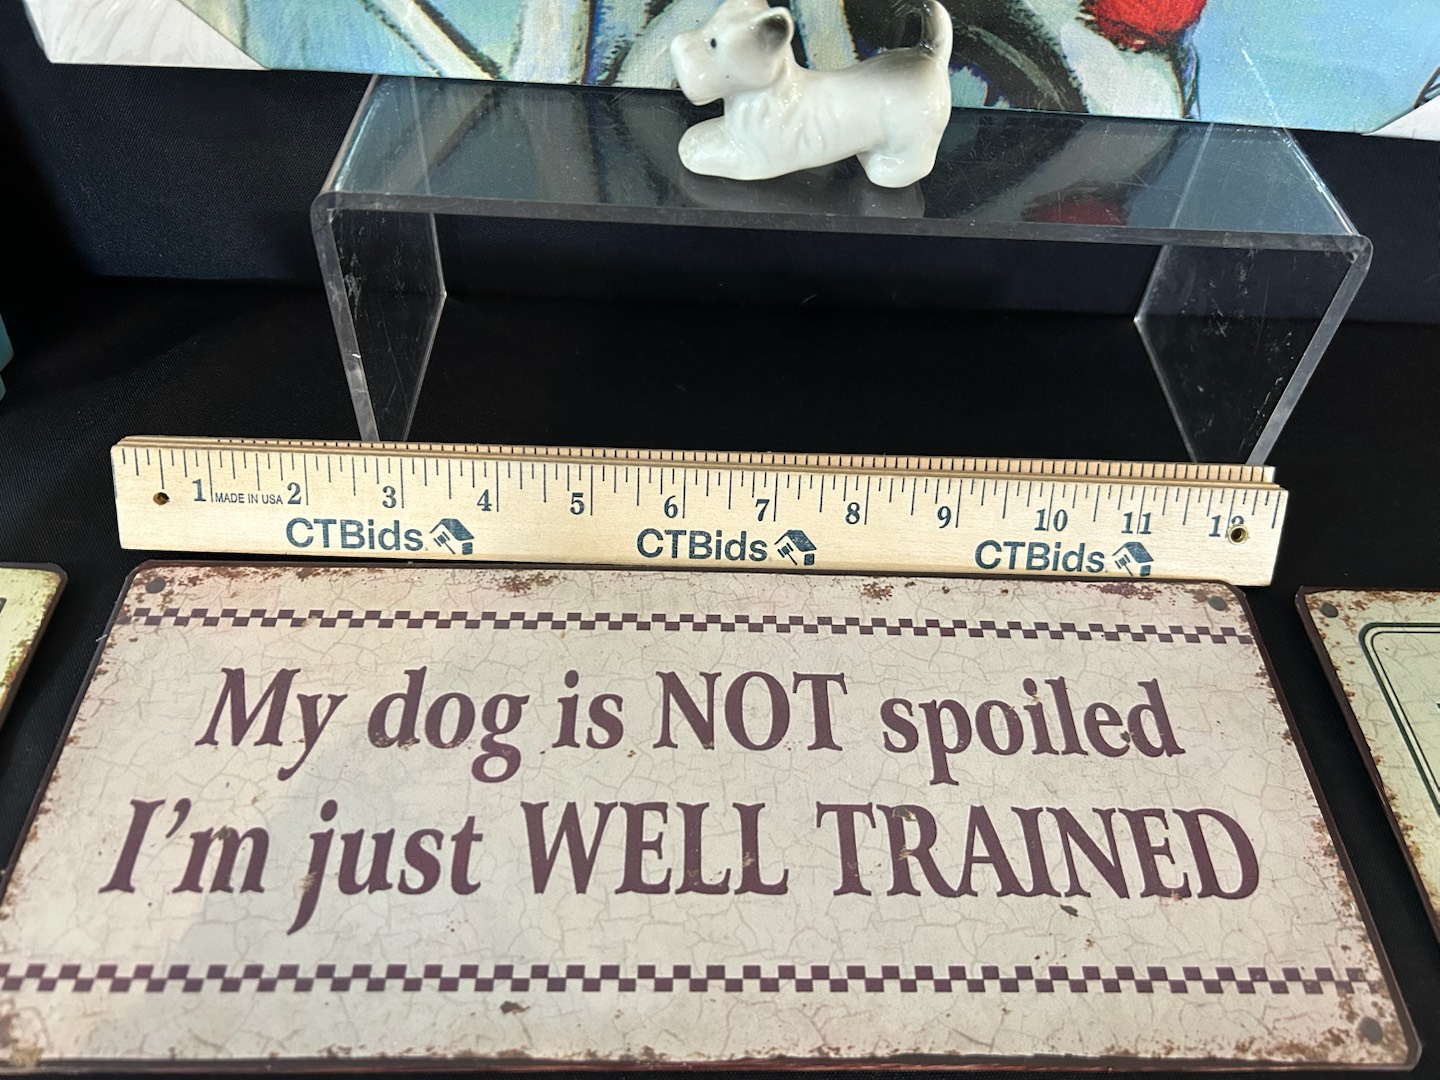 1 MADE IN USA 2 3 4 5 6 7 8 9 10 11 12
CTBids CTBids CTBids
My dog is NOT spoiled
I'm just WELL TRAINED